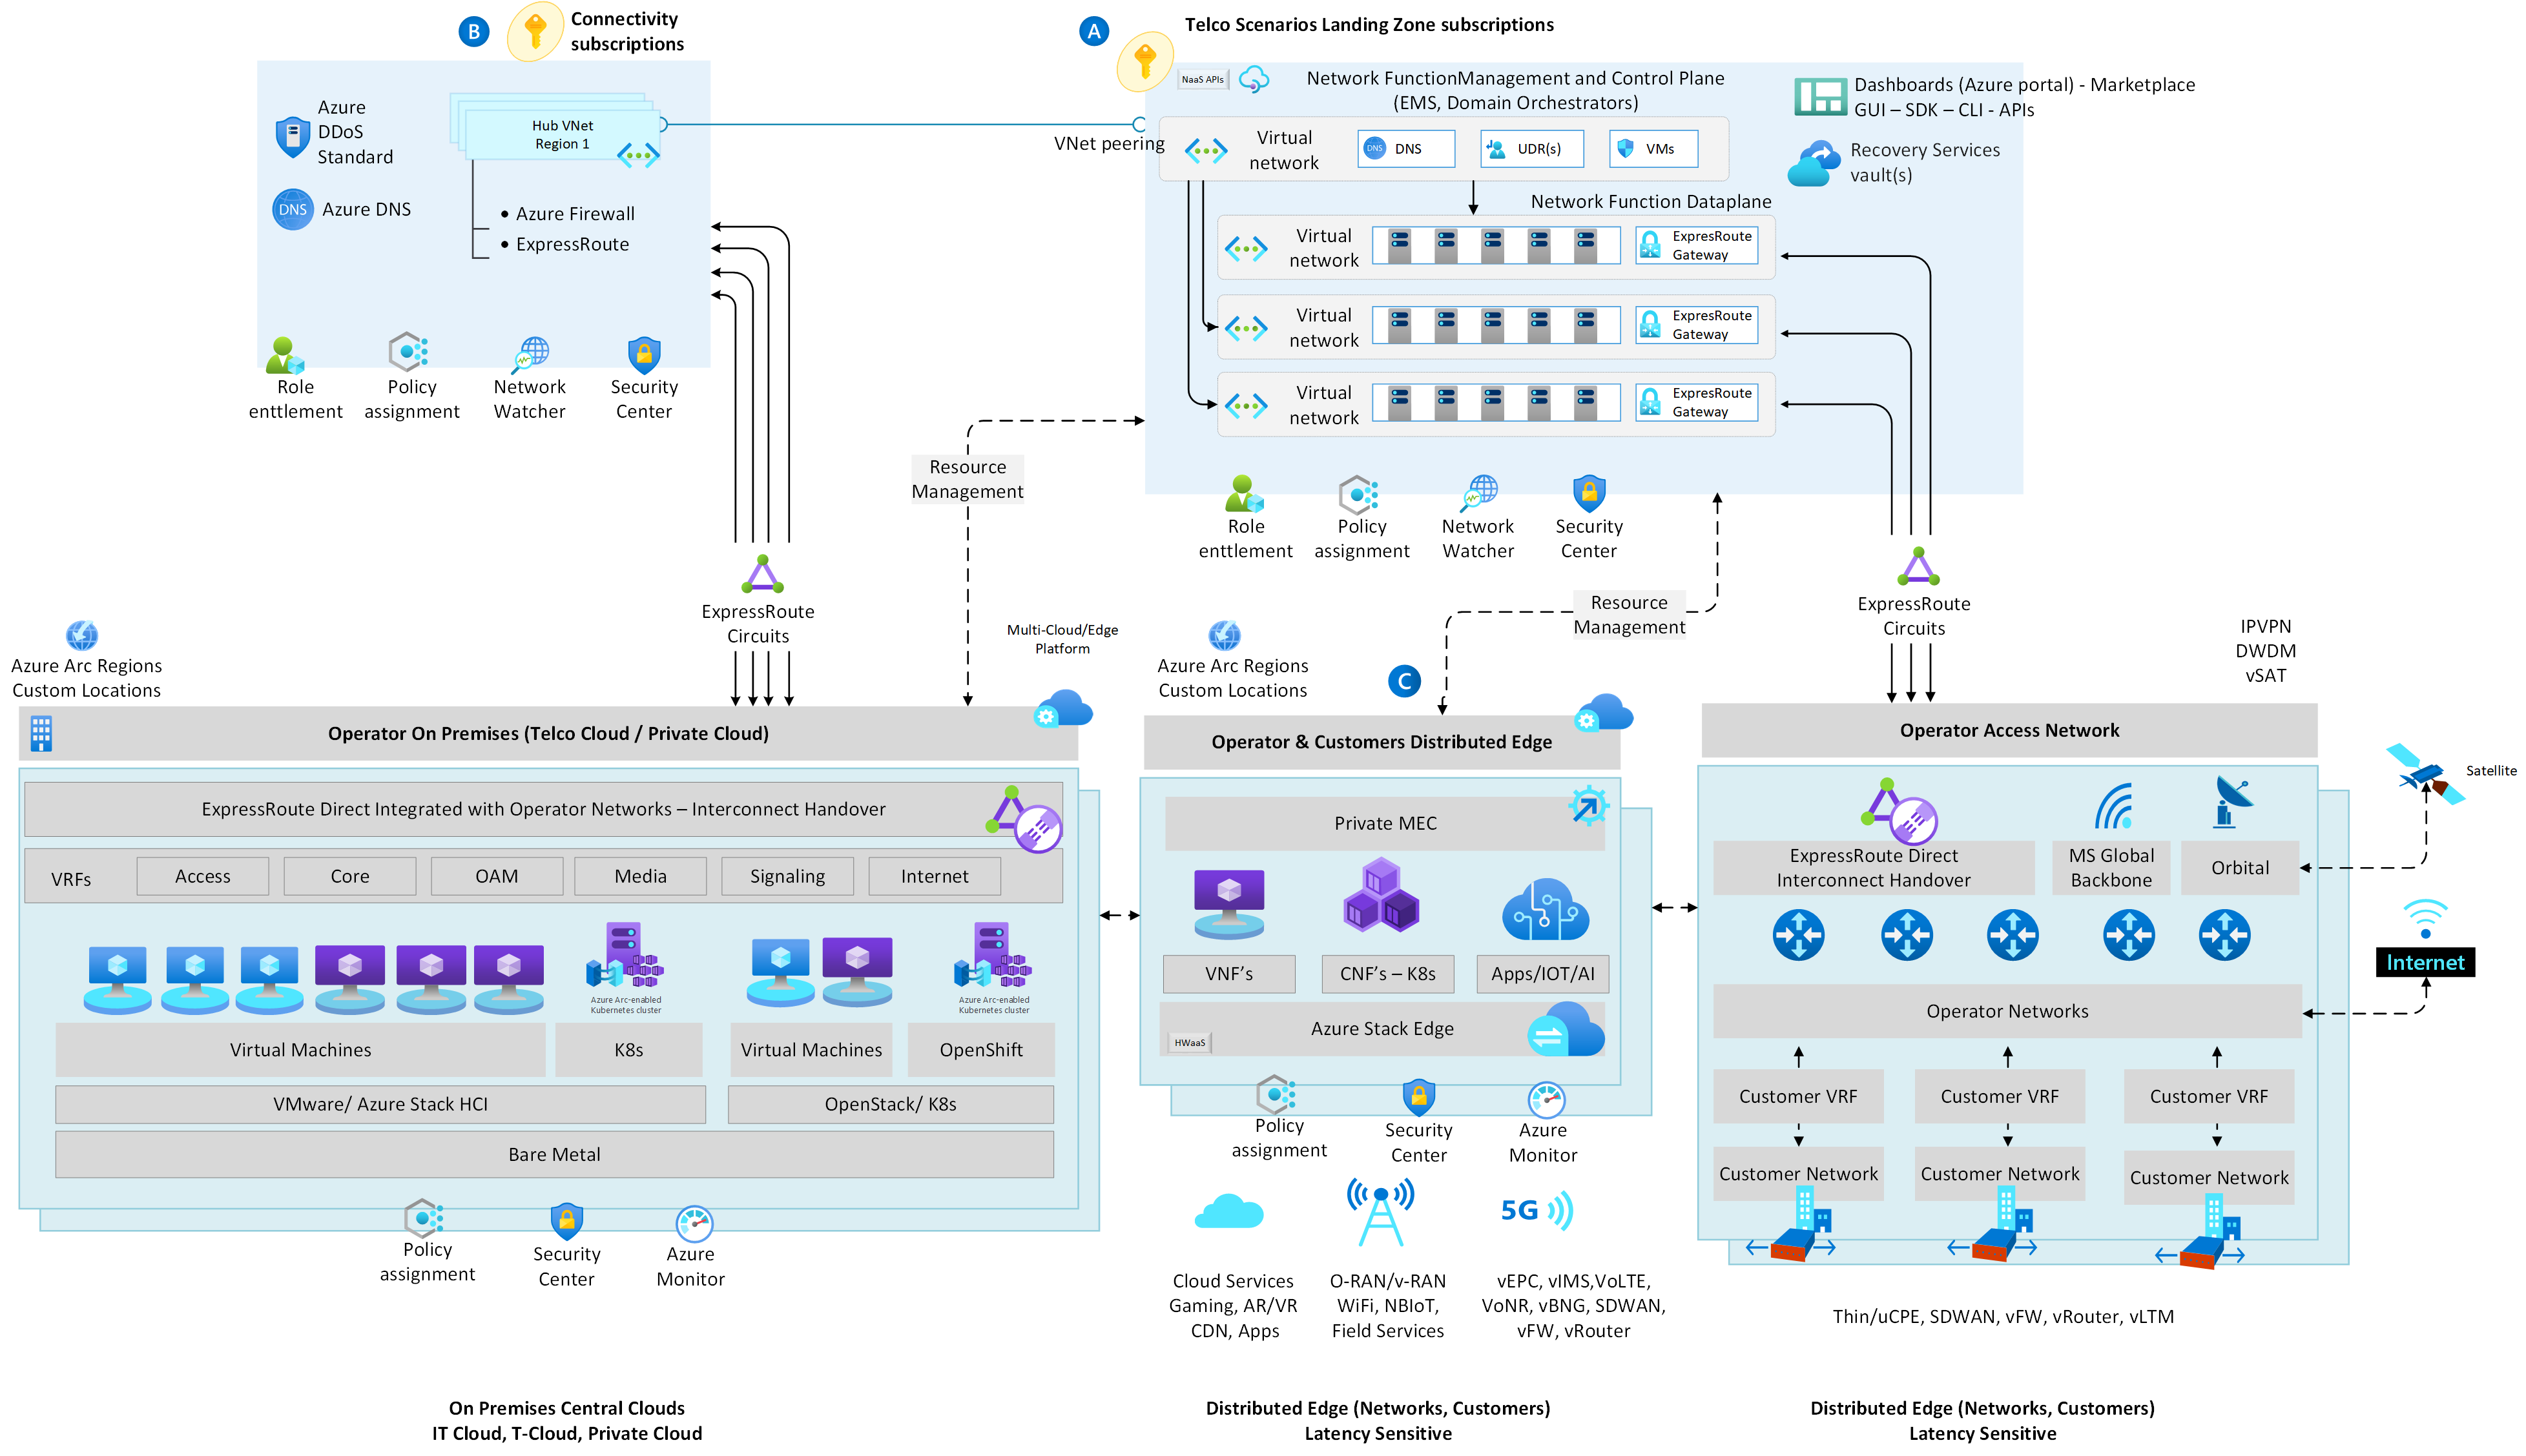 B
Connectivity
subscriptions
Azure
DDoS
Standard
Hub VNet
Region 1
DNS
Azure DNS
• Azure Firewall
• ExpressRoute
Role
enttlement
Policy
assignment
Network
Watcher
Security
Center
VNet peering
A
Telco Scenarios Landing Zone subscriptions
NaaS APIs
Network FunctionManagement and Control Plane
(EMS, Domain Orchestrators)
Dashboards (Azure portal) - Marketplace
GUI – SDK – CLI - APIs
Recovery Services
vault(s)
Virtual
network
DNS
DNS
UDR(s)
VMs
Network Function Dataplane
Virtual
network
ExpresRoute
Gateway
Virtual
network
ExpresRoute
Gateway
Virtual
network
ExpresRoute
Gateway
Role
enttlement
Policy
assignment
Network
Watcher
Security
Center
Resource
Management
Resource
Management
ExpressRoute
Circuits
ExpressRoute
Circuits
Azure Arc Regions
Custom Locations
Multi-Cloud/Edge
Platform
Azure Arc Regions
Custom Locations
C
IPVPN
DWDM
vSAT
Operator On Premises (Telco Cloud / Private Cloud)
ExpressRoute Direct Integrated with Operator Networks – Interconnect Handover
VRFs
Access
Core
OAM
Media
Signaling
Internet
Azure Arc-enabled
Kubernetes cluster
Azure Arc-enabled
Kubernetes cluster
Virtual Machines
K8s
Virtual Machines
OpenShift
VMware/ Azure Stack HCI
OpenStack/ K8s
Bare Metal
Policy
assignment
Security
Center
Azure
Monitor
Operator & Customers Distributed Edge
Private MEC
VNF's
CNF's – K8s
Apps/IOT/AI
Azure Stack Edge
HWaaS
Policy
assignment
Security
Center
Azure
Monitor
5G
Cloud Services
Gaming, AR/VR
CDN, Apps
O-RAN/v-RAN
WiFi, NBIoT,
Field Services
vEPC, vIMS,VoLTE,
VoNR, vBNG, SDWAN,
vFW, vRouter
Operator Access Network
Satellite
ExpressRoute Direct
Interconnect Handover
MS Global
Backbone
Orbital
Internet
Operator Networks
Customer VRF
Customer VRF
Customer VRF
Customer Network
Customer Network
Customer Network
Thin/uCPE, SDWAN, vFW, vRouter, vLTM
On Premises Central Clouds
IT Cloud, T-Cloud, Private Cloud
Distributed Edge (Networks, Customers)
Latency Sensitive
Distributed Edge (Networks, Customers)
Latency Sensitive